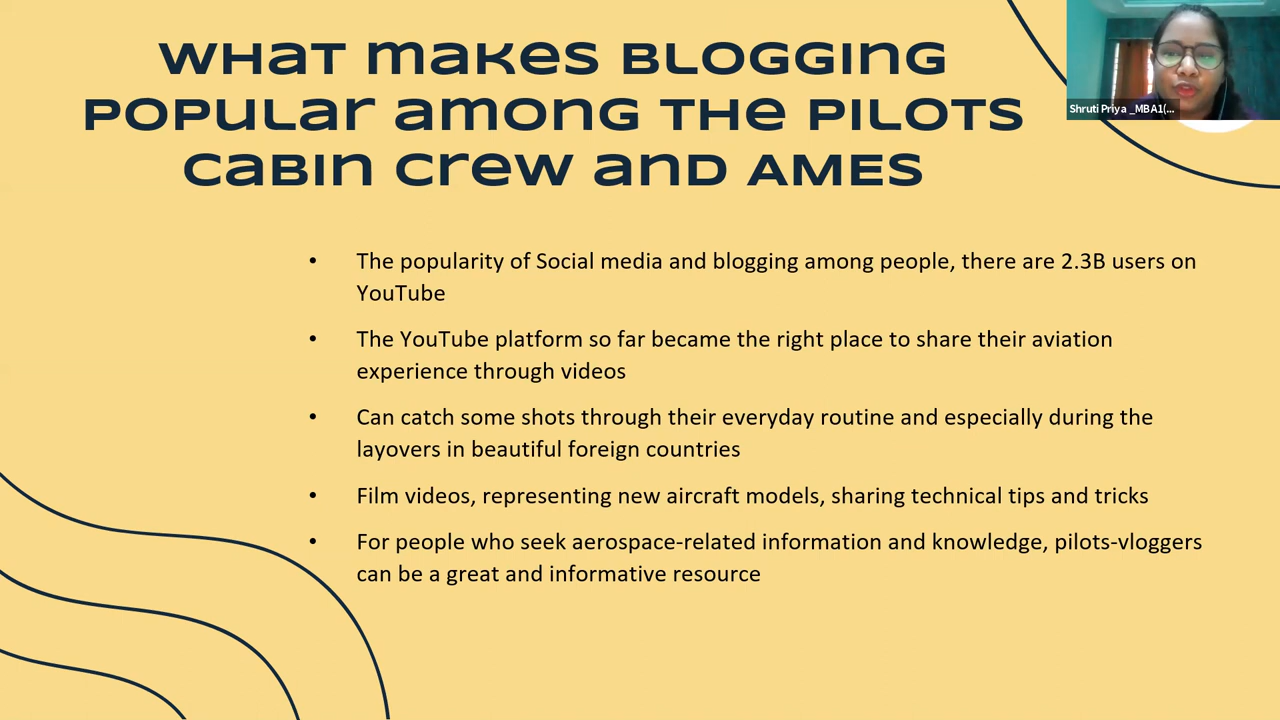 WHAT MAKES BLOGGING
POPULAR AMONG THE PILOTS
CABIN CREW AND AMES
Shruti Priya _MBA1(...
• The popularity of Social media and blogging among people, there are 2.3B users on
YouTube
• The YouTube platform so far became the right place to share their aviation
experience through videos
• Can catch some shots through their everyday routine and especially during the
layovers in beautiful foreign countries
• Film videos, representing new aircraft models, sharing technical tips and tricks
• For people who seek aerospace-related information and knowledge, pilots-vloggers
can be a great and informative resource